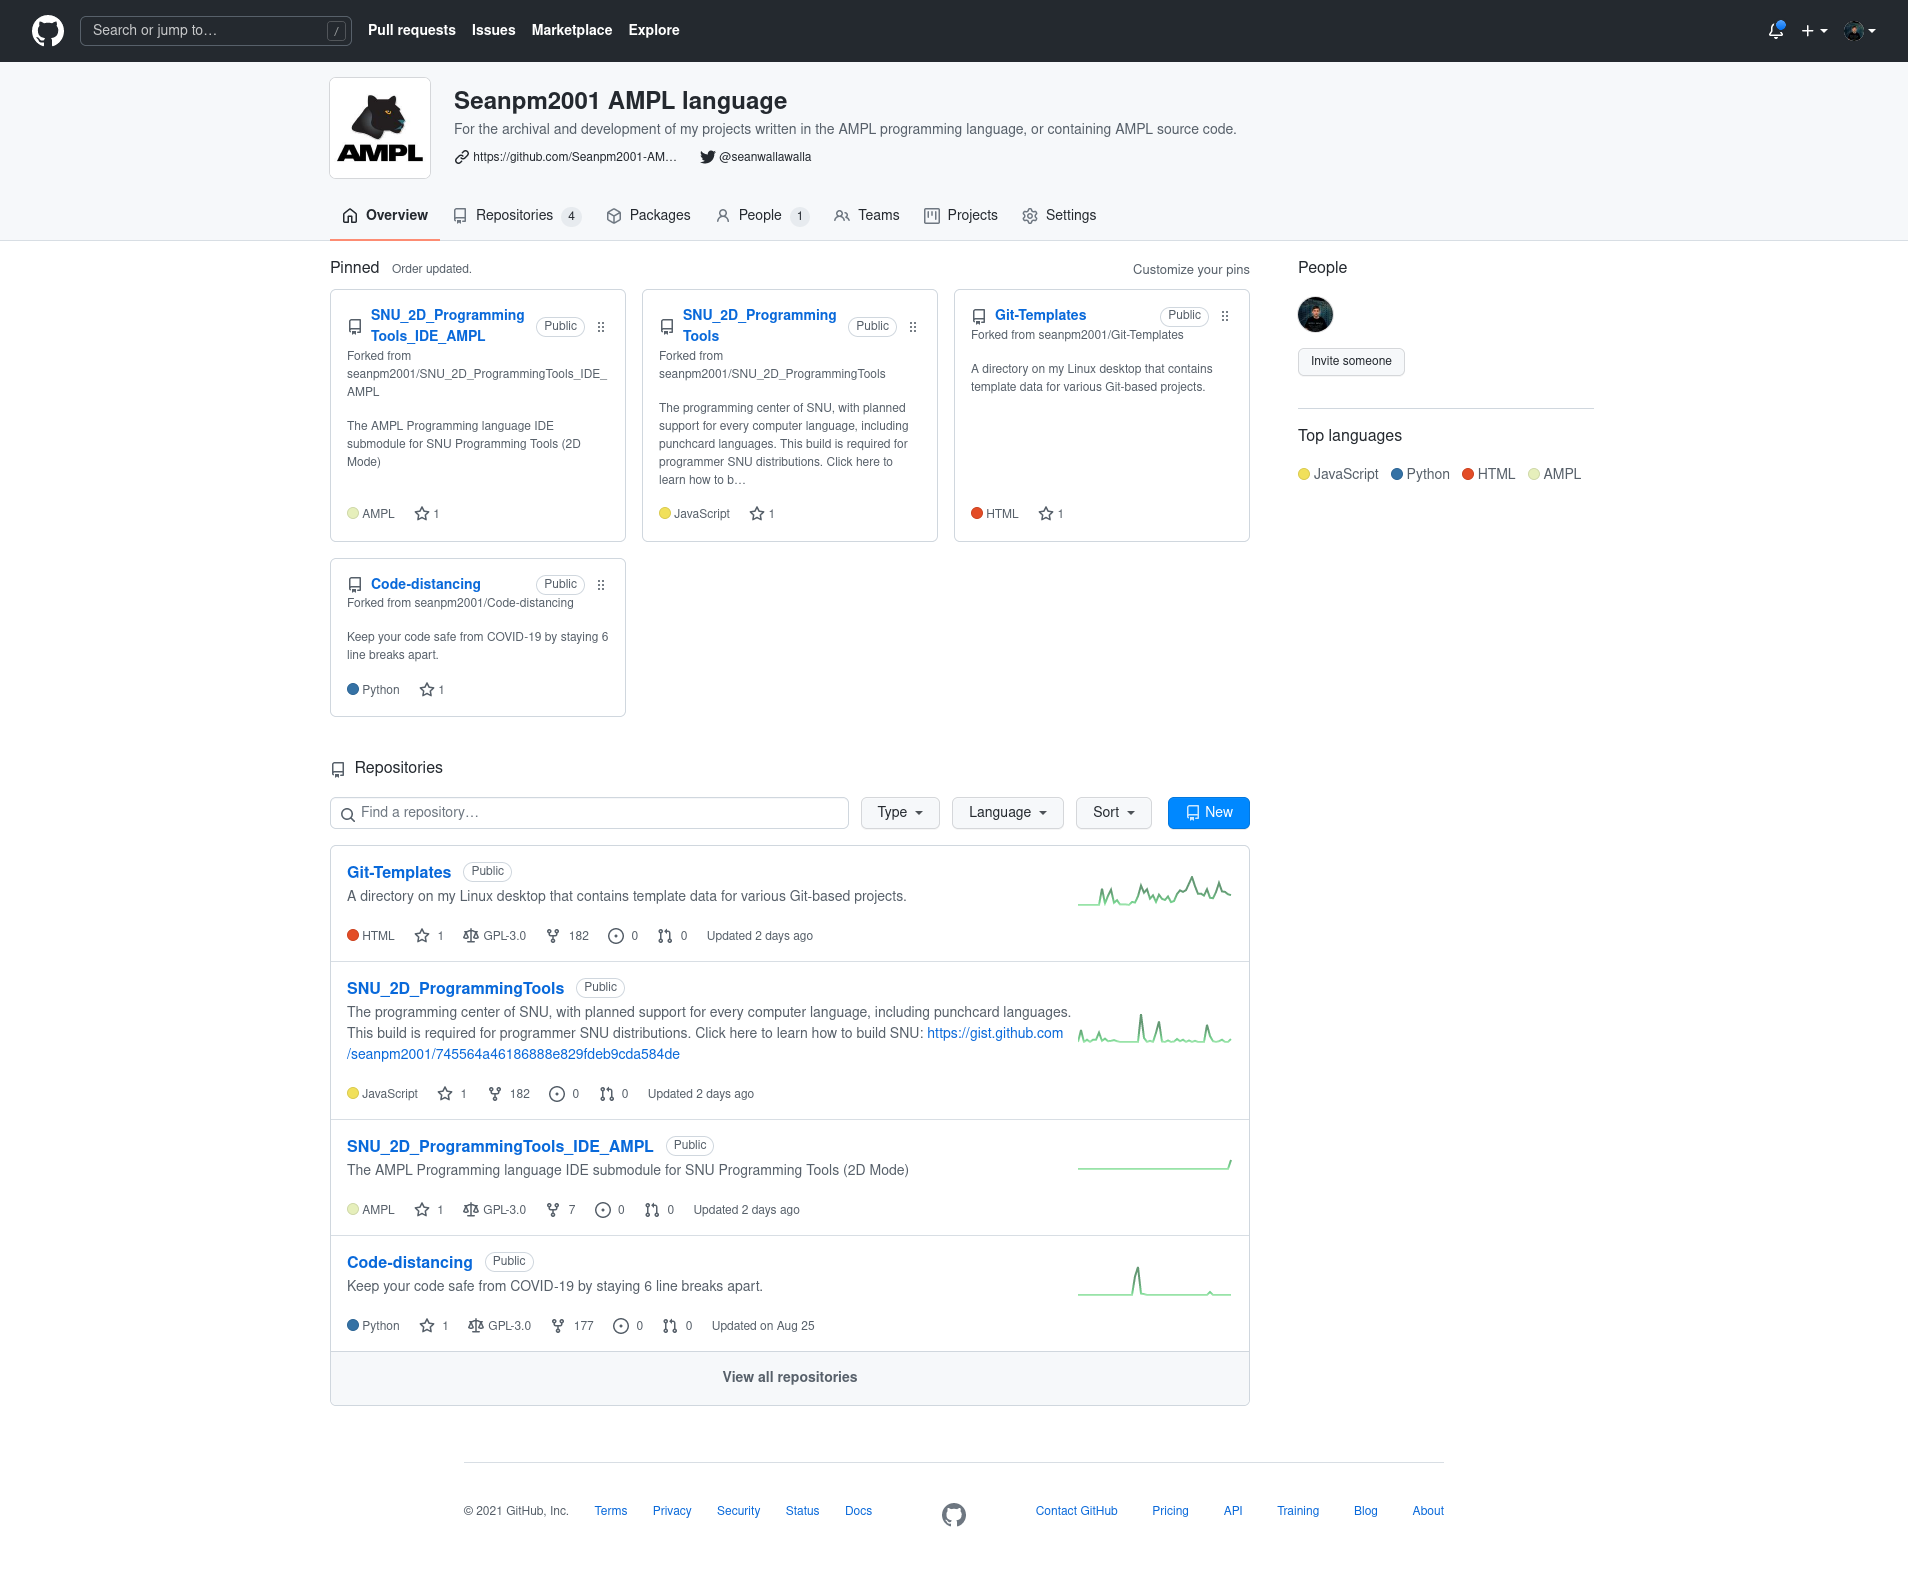 Search or jump to… /
Pull requests Issues Marketplace Explore
AMPL
Seanpm2001 AMPL language
For the archival and development of my projects written in the AMPL programming language, or containing AMPL source code.
https://github.com/Seanpm2001-AM… @seanwallawalla
Overview Repositories 4 Packages People 1 Teams Projects Settings
Pinned Order updated. Customize your pins
SNU_2D_Programming
Tools_IDE_AMPL Public
Forked from
seanpm2001/SNU_2D_ProgrammingTools_IDE_
AMPL
The AMPL Programming language IDE
submodule for SNU Programming Tools (2D
Mode)
AMPL 1
SNU_2D_Programming
Tools Public
Forked from
seanpm2001/SNU_2D_ProgrammingTools
The programming center of SNU, with planned
support for every computer language, including
punchcard languages. This build is required for
programmer SNU distributions. Click here to
learn how to b…
JavaScript 1
Git-Templates Public
Forked from seanpm2001/Git-Templates
A directory on my Linux desktop that contains
template data for various Git-based projects.
HTML 1
Code-distancing Public
Forked from seanpm2001/Code-distancing
Keep your code safe from COVID-19 by staying 6
line breaks apart.
Python 1
People
Invite someone
Top languages
JavaScript Python HTML AMPL
Repositories
Find a repository… Type Language Sort New
Git-Templates Public
A directory on my Linux desktop that contains template data for various Git-based projects.
HTML 1 GPL-3.0 182 0 0 Updated 2 days ago
SNU_2D_ProgrammingTools Public
The programming center of SNU, with planned support for every computer language, including punchcard languages.
This build is required for programmer SNU distributions. Click here to learn how to build SNU: https://gist.github.com
/seanpm2001/745564a46186888e829fdeb9cda584de
JavaScript 1 182 0 0 Updated 2 days ago
SNU_2D_ProgrammingTools_IDE_AMPL Public
The AMPL Programming language IDE submodule for SNU Programming Tools (2D Mode)
AMPL 1 GPL-3.0 7 0 0 Updated 2 days ago
Code-distancing Public
Keep your code safe from COVID-19 by staying 6 line breaks apart.
Python 1 GPL-3.0 177 0 0 Updated on Aug 25
View all repositories
© 2021 GitHub, Inc. Terms Privacy Security Status Docs Contact GitHub Pricing API Training Blog About